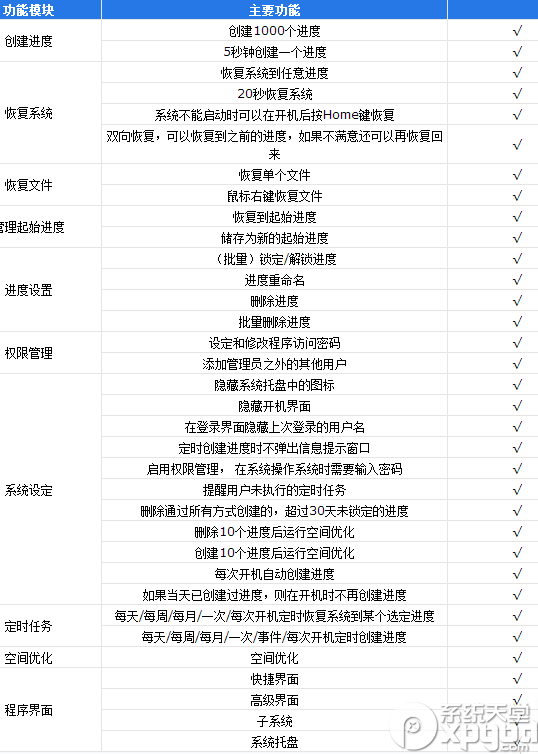 功能模块 主要功能
创建进度 创建1000个进度 √
5秒钟创建一个进度 √
恢复系统 恢复系统到任意进度 √
20秒恢复系统 √
系统不能启动时可以在开机后按Home键恢复 √
双向恢复，可以恢复到之前的进度，如果不满意还可以再恢复回
来 √
恢复文件 恢复单个文件 √
鼠标右键恢复文件 √
管理起始进度 恢复到起始进度 √
储存为新的起始进度 √
进度设置 （批量）锁定/解锁进度 √
进度重命名 √
删除进度 √
批量删除进度 √
权限管理 设定和修改程序访问密码 √
添加管理员之外的其他用户 √
系统设定 隐藏系统托盘中的图标 √
隐藏开机界面 √
在登录界面隐藏上次登录的用户名 √
定时创建进度时不弹出信息提示窗口 √
启用权限管理，在系统操作系统时需要输入密码 √
提醒用户未执行的定时任务 √
删除通过所有方式创建的，超过30天未锁定的进度 √
删除10个进度后运行空间优化 √
创建10个进度后运行空间优化 √
每次开机自动创建进度 √
如果当天已创建过进度，则在开机时不再创建进度 √
定时任务 每天/每周/每月/一次/每次开机定时恢复系统到某个选定进度 √
每天/每周/每月/一次/事件/每次开机定时创建进度 √
空间优化 空间优化 √
程序界面 快捷界面 √
高级界面 √
子系统 √
系统托盘 √
系统天堂